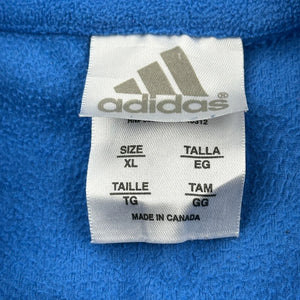 adidas®
SIZE
XL
TALLA
EG
TAILLE
TG
TAM
GG
MADE IN CANADA